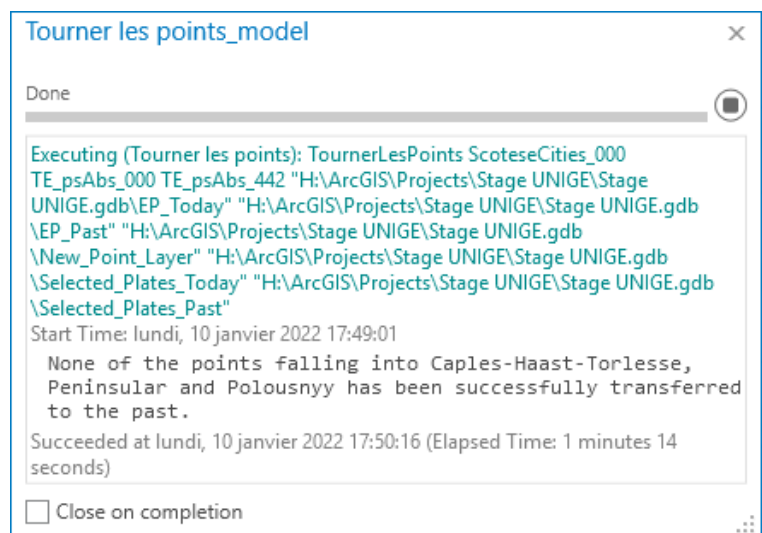 Tourner les points_model
Done
Executing (Tourner les points): TournerLesPoints ScoteseCities_000
TE_psAbs_000 TE_psAbs_442 "H:\ArcGIS\Projects\Stage UNIGE\Stage
UNIGE.gdb\EP_Today" "H:\ArcGIS\Projects\Stage UNIGE\Stage UNIGE.gdb
\EP_Past" "H:\ArcGIS\Projects\Stage UNIGE\Stage UNIGE.gdb
\New_Point_Layer" "H:\ArcGIS\Projects\Stage UNIGE\Stage UNIGE.gdb
\Selected_Plates_Today" "H:\ArcGIS\Projects\Stage UNIGE\Stage UNIGE.gdb
\Selected_Plates_Past"
Start Time: lundi, 10 janvier 2022 17:49:01
None of the points falling into Caples-Haast-Torlesse,
Peninsular and Polousnyy has been successfully transferred
to the past.
Succeeded at lundi, 10 janvier 2022 17:50:16 (Elapsed Time: 1 minutes 14
seconds)
Close on completion